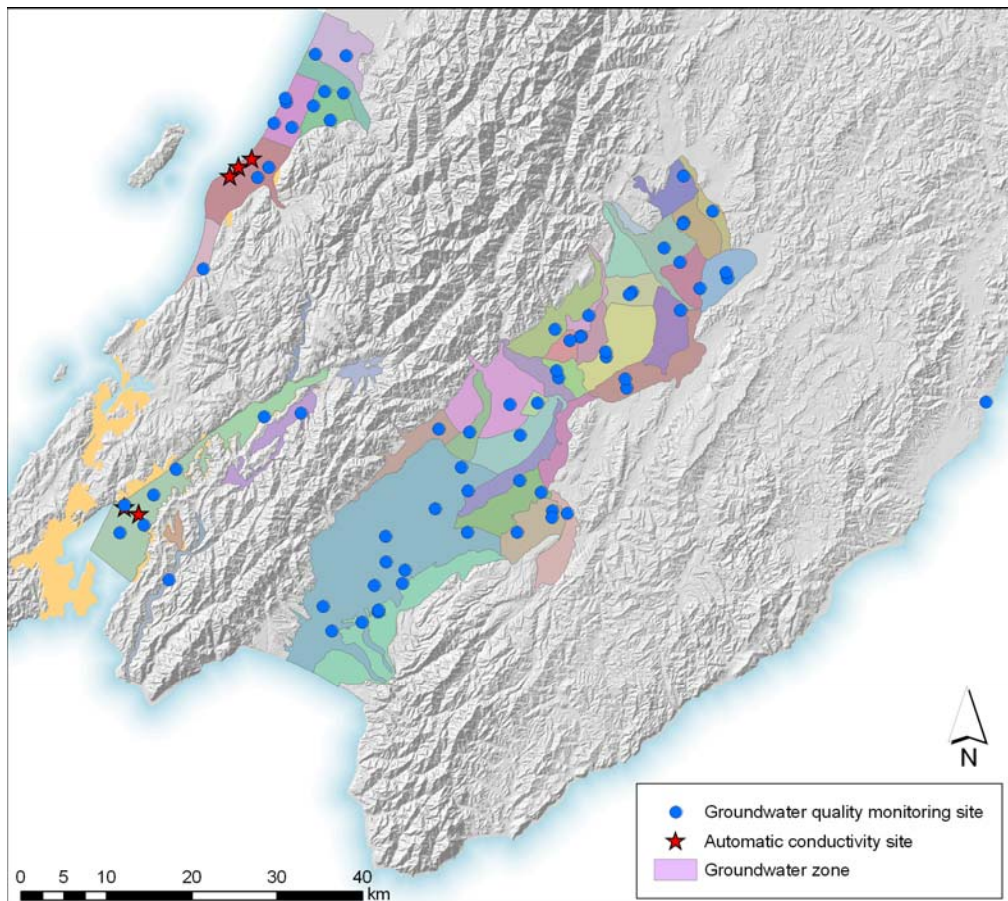 N
Groundwater quality monitoring site
Automatic conductivity site
Groundwater zone
0 5 10 20 30 40
km